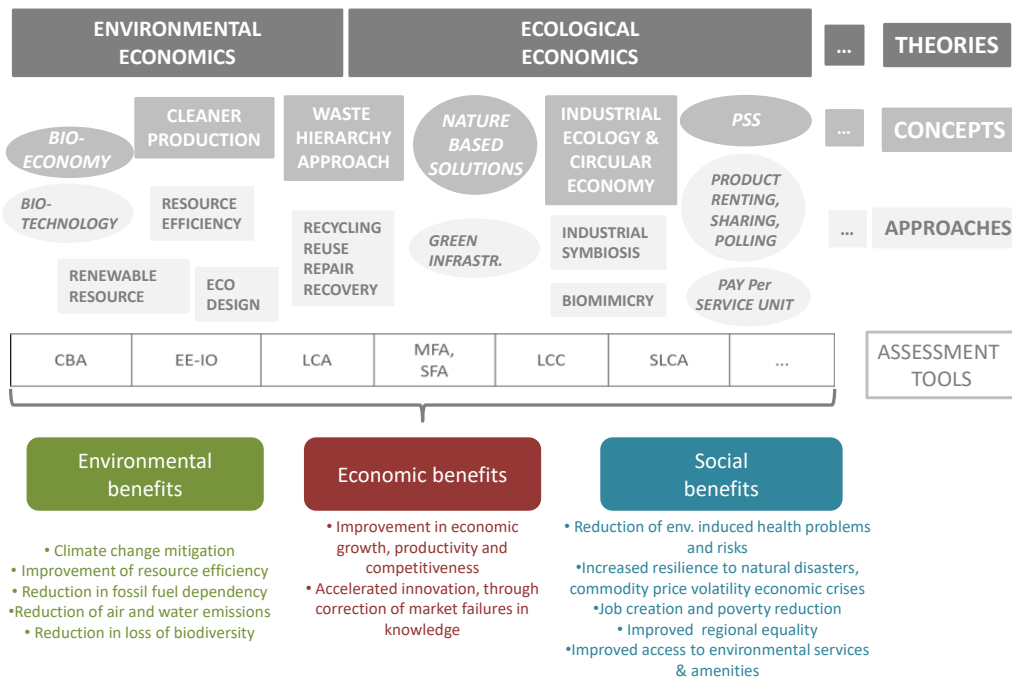 ENVIRONMENTAL
ECONOMICS
ECOLOGICAL
ECONOMICS
...
THEORIES
BIO-
ECONOMY
CLEANER
PRODUCTION
WASTE
HIERARCHY
APPROACH
NATURE
BASED
SOLUTIONS
INDUSTRIAL
ECOLOGY &
CIRCULAR
ECONOMY
PSS
...
CONCEPTS
BIO-
TECHNOLOGY
RESOURCE
EFFICIENCY
RENEWABLE
RESOURCE
ECO
DESIGN
RECYCLING
REUSE
REPAIR
RECOVERY
GREEN
INFRASTR.
INDUSTRIAL
SYMBIOSIS
BIOMIMICRY
PRODUCT
RENTING,
SHARING,
POLLING
PAY Per
SERVICE UNIT
...
APPROACHES
CBA
EE-IO
LCA
MFA,
SFA
LCC
SLCA
...
ASSESSMENT
TOOLS
Environmental
benefits
• Climate change mitigation
• Improvement of resource efficiency
• Reduction in fossil fuel dependency
•Reduction of air and water emissions
• Reduction in loss of biodiversity
Economic benefits
• Improvement in economic
growth, productivity and
competitiveness
• Accelerated innovation, through
correction of market failures in
knowledge
Social
benefits
• Reduction of env. induced health problems
and risks
•Increased resilience to natural disasters,
commodity price volatility economic crises
•Job creation and poverty reduction
• Improved regional equality
•Improved access to environmental services
& amenities